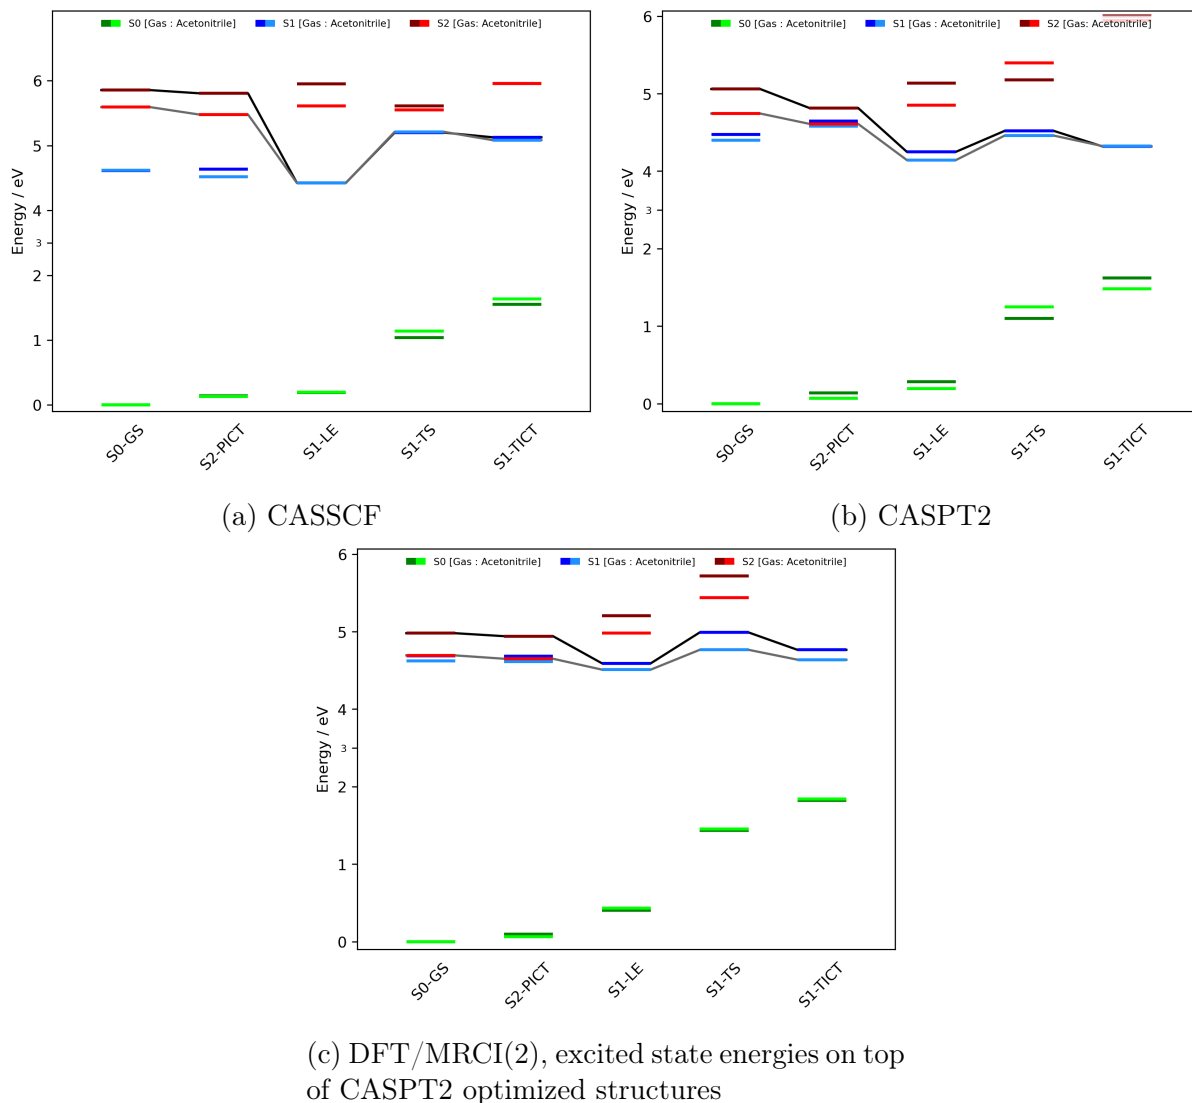 S0 [Gas : Acetonitrile] S1 [Gas : Acetonitrile] S2 [Gas: Acetonitrile]
6
5
4
3
2
1
0
Energy / eV
S0-GS S2-PICT S1-LE S1-TS S1-TICT
(a) CASSCF
S0 [Gas : Acetonitrile] S1 [Gas : Acetonitrile] S2 [Gas: Acetonitrile]
6
5
4
3
2
1
0
Energy / eV
S0-GS S2-PICT S1-LE S1-TS S1-TICT
(b) CASPT2
S0 [Gas : Acetonitrile] S1 [Gas : Acetonitrile] S2 [Gas: Acetonitrile]
6
5
4
3
2
1
0
Energy / eV
S0-GS S2-PICT S1-LE S1-TS S1-TICT
(c) DFT/MRCI(2), excited state energies on top
of CASPT2 optimized structures